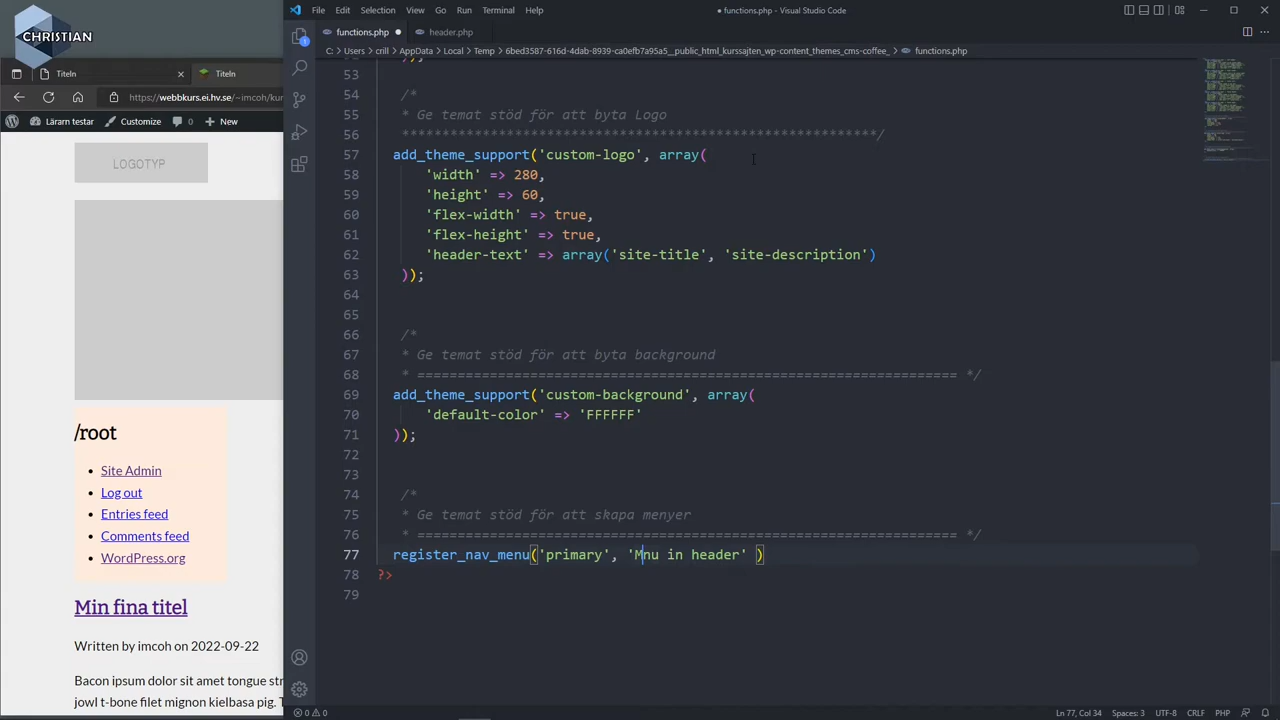 CHRISTIAN
File Edit Selection View Go Run Terminal Help
● functions.php - Visual Studio Code
functions.php ●
header.php
C: > Users > crill > AppData > Local > Temp > 6bed3587-616d-4dab-8939-ca0efb7a95a5__public_html_kurssajten_wp-content_themes_cms-coffee_ > functions.php
Titeln
Titeln
https://webbkurs.ei.hv.se/~imcoh/kur
Lärarn testar Customize 0 New
LOGOTYP
/root
Site Admin
Log out
Entries feed
Comments feed
WordPress.org
Min fina titel
Written by imcoh on 2022-09-22
Bacon ipsum dolor sit amet tongue str
jowl t-bone filet mignon kielbasa pig. T
));
53
54 /*
55 * Ge temat stöd för att byta Logo
56 ***********************************************************/
57 add_theme_support('custom-logo', array(
58 'width' => 280,
59 'height' => 60,
60 'flex-width' => true,
61 'flex-height' => true,
62 'header-text' => array('site-title', 'site-description')
63 ));
64
65
66 /*
67 * Ge temat stöd för att byta background
68 * =================================================================== */
69 add_theme_support('custom-background', array(
70 'default-color' => 'FFFFFF'
71 ));
72
73
74 /*
75 * Ge temat stöd för att skapa menyer
76 * =================================================================== */
77 register_nav_menu('primary', 'Mnu in header' )
78 ?>
79
0 0
Ln 77, Col 34 Spaces: 3 UTF-8 CRLF PHP